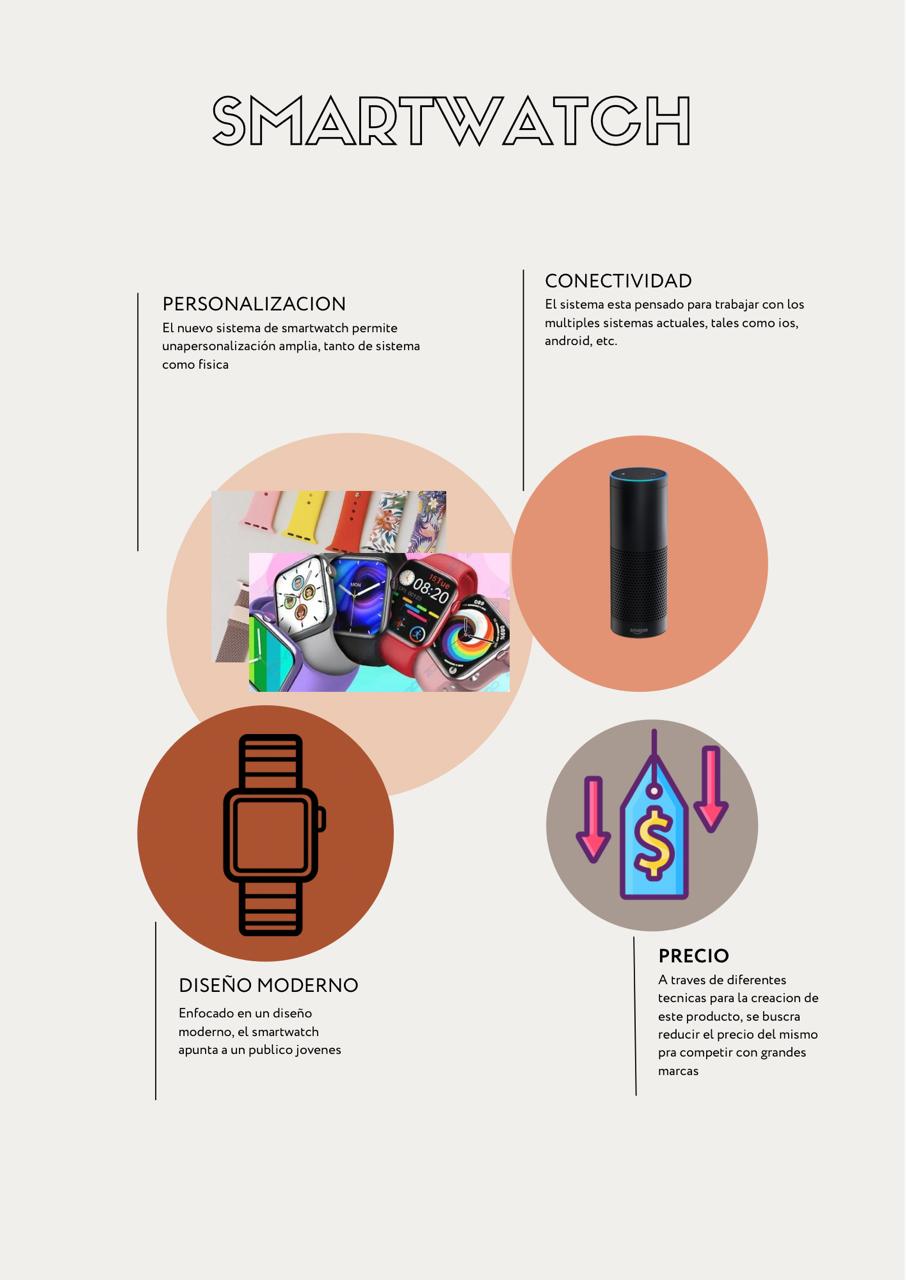 SMARTWATCH
PERSONALIZACION
El nuevo sistema de smartwatch permite
unapersonalización amplia, tanto de sistema
como fisica
CONECTIVIDAD
El sistema esta pensado para trabajar con los
multiples sistemas actuales, tales como ios,
android, etc.
MON
15Tue
08:20
amazon
$
DISEÑO MODERNO
Enfocado en un diseño
moderno, el smartwatch
apunta a un publico jovenes
PRECIO
A traves de diferentes
tecnicas para la creacion de
este producto, se buscra
reducir el precio del mismo
pra competir con grandes
marcas